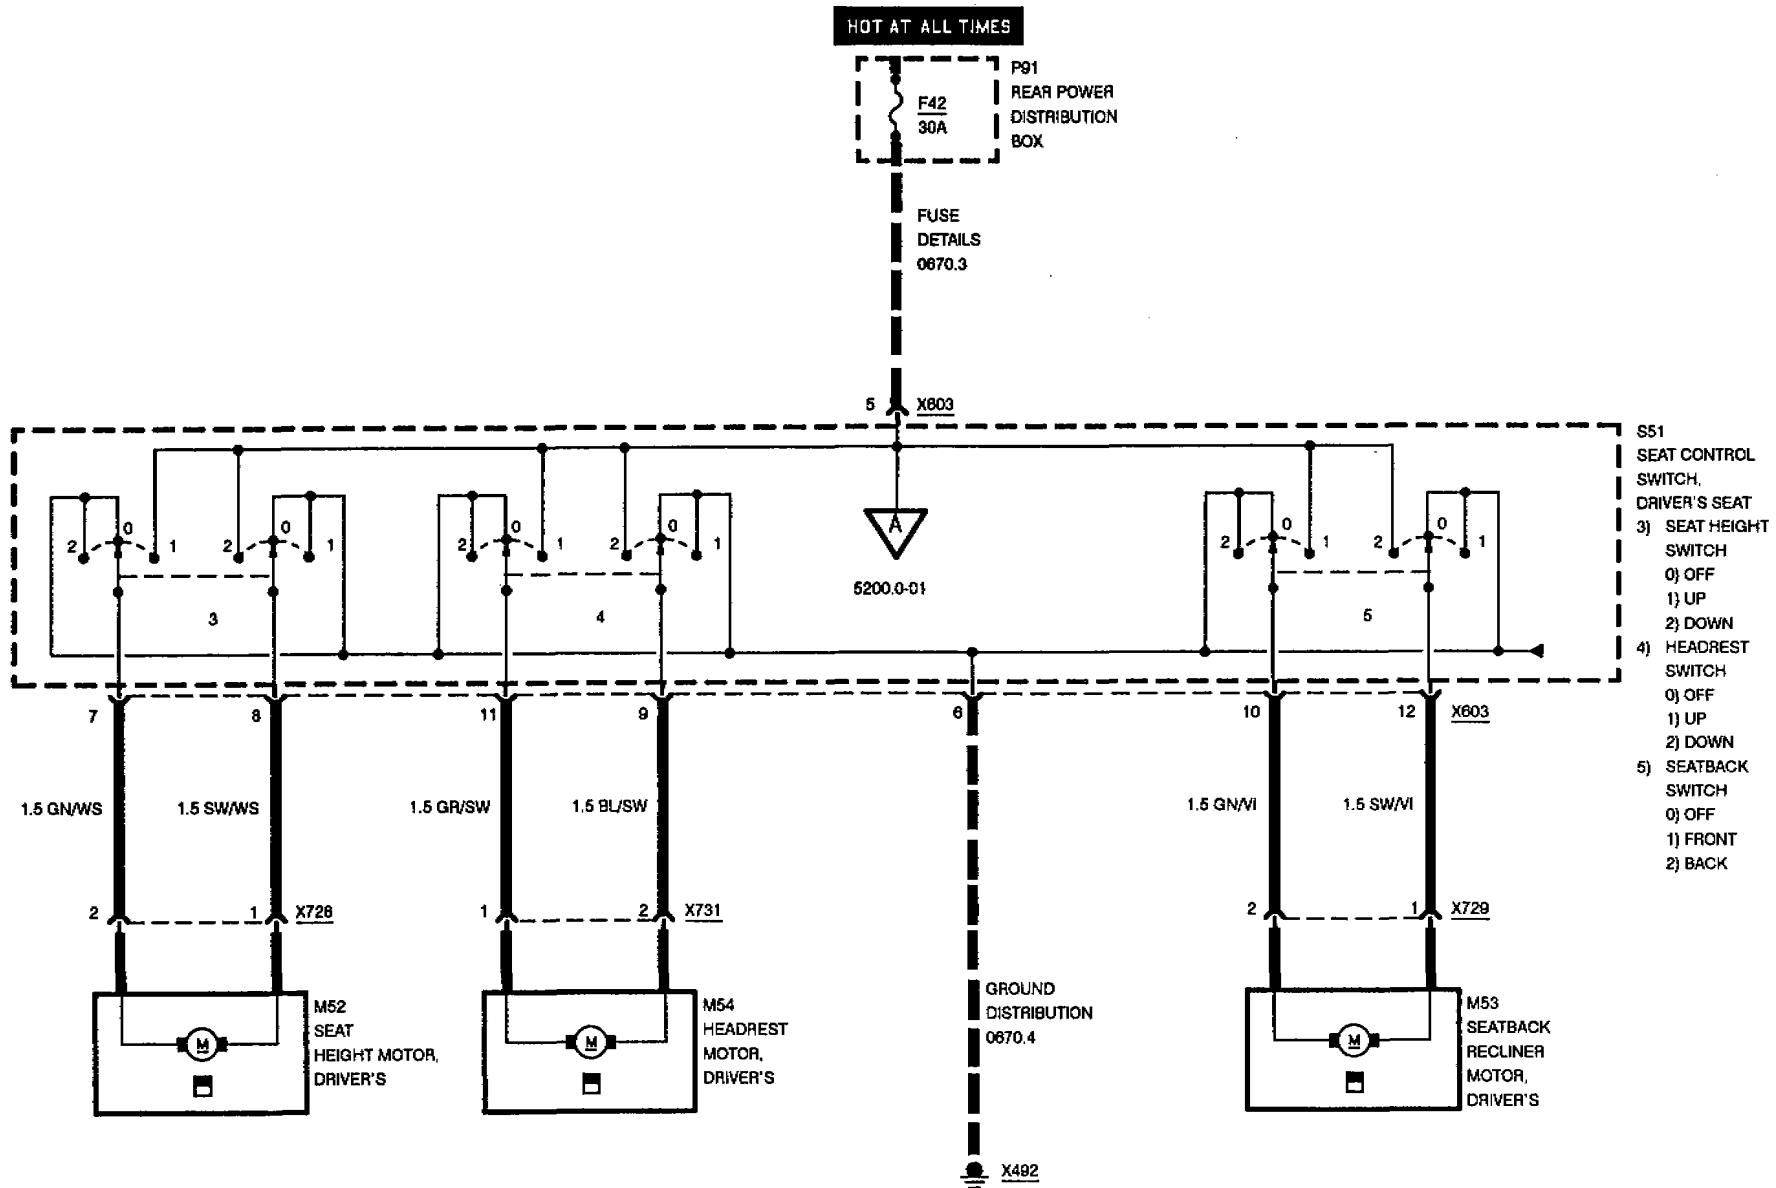 HOT AT ALL TIMES
F42
30A
P91
REAR POWER
DISTRIBUTION
BOX
FUSE
DETAILS
0670.3
5 X603
S51
SEAT CONTROL
SWITCH,
DRIVER'S SEAT
3) SEAT HEIGHT
SWITCH
0) OFF
1) UP
2) DOWN
4) HEADREST
SWITCH
0) OFF
1) UP
2) DOWN
5) SEATBACK
SWITCH
0) OFF
1) FRONT
2) BACK
A
5200.0-01
0 0 0 0 0 0
2 1 2 1 2 1 2 1 2 1 2 1
3 4 5
7 8 11 9 6 10 12 X603
1.5 GN/WS 1.5 SW/WS 1.5 GR/SW 1.5 BL/SW 1.5 GN/VI 1.5 SW/VI
2 1 X728 1 2 X731 2 1 X729
M
M52
SEAT
HEIGHT MOTOR,
DRIVER'S
M
M54
HEADREST
MOTOR,
DRIVER'S
GROUND
DISTRIBUTION
0670.4
M
M53
SEATBACK
RECLINER
MOTOR,
DRIVER'S
X492